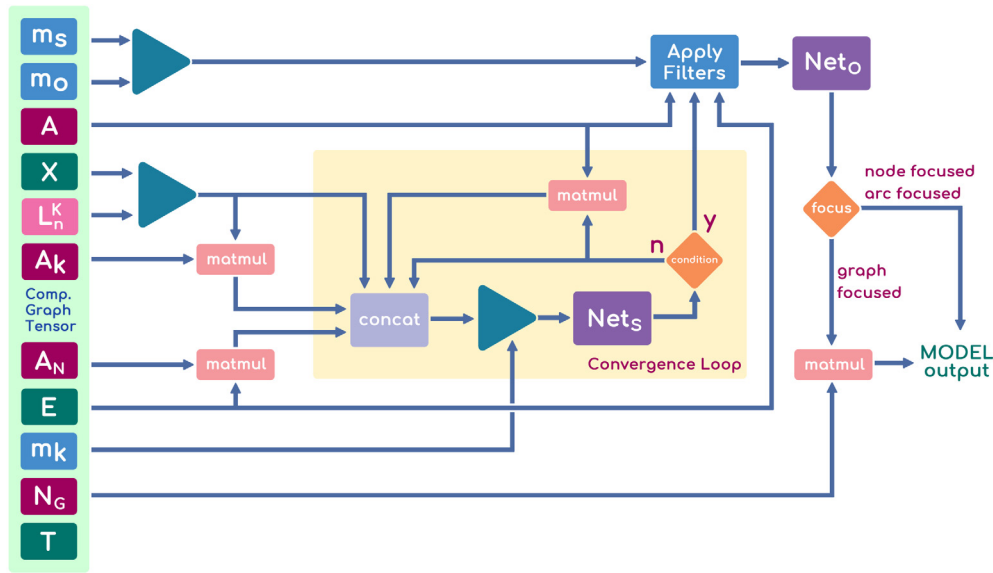 mS
mO
A
X
L_n^K
Ak
Comp.
Graph
Tensor
AN
E
mk
NG
T
matmul
matmul
concat
matmul
NetS
n
y
condition
Convergence Loop
Apply
Filters
NetO
focus
node focused
arc focused
graph
focused
matmul
MODEL
output